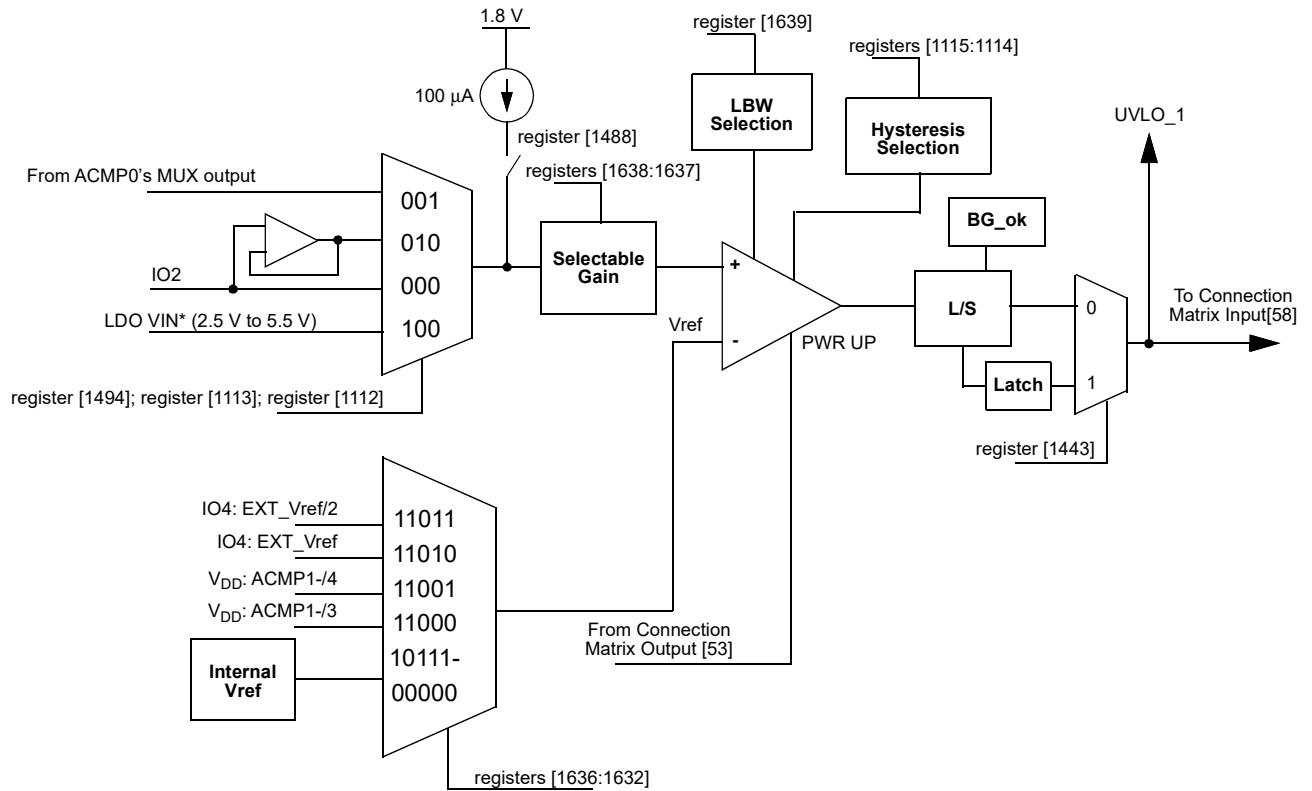 1.8 V
register [1639]
registers [1115:1114]
100 µA
LBW
Selection
Hysteresis
Selection
UVLO_1
register [1488]
registers [1638:1637]
From ACMP0's MUX output
001
010
000
100
IO2
LDO VIN* (2.5 V to 5.5 V)
Selectable
Gain
+
-
Vref
PWR UP
BG_ok
L/S
Latch
0
1
To Connection
Matrix Input[58]
register [1494]; register [1113]; register [1112]
register [1443]
IO4: EXT_Vref/2
IO4: EXT_Vref
VDD: ACMP1-/4
VDD: ACMP1-/3
11011
11010
11001
11000
10111-
00000
Internal
Vref
From Connection
Matrix Output [53]
registers [1636:1632]